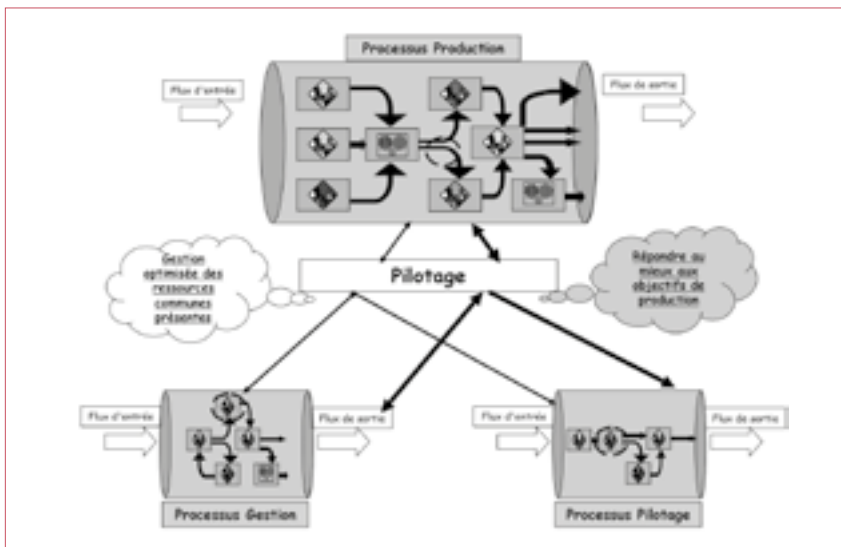 Processus Production
Flux d'entrée
Flux de sortie
Gestion
optimisée des
ressources
communes
présentes
Pilotage
Répondre au
mieux aux
objectifs de
production
Flux d'entrée
Flux de sortie
Flux d'entrée
Flux de sortie
Processus Gestion
Processus Pilotage